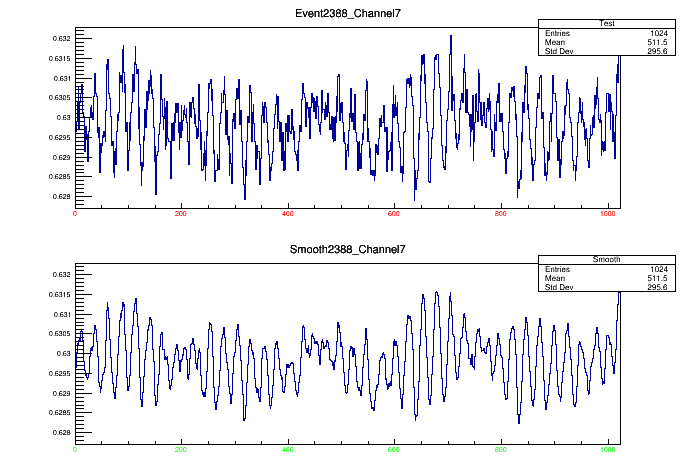 Event2388_Channel7
Test
Entries 1024
Mean 511.5
Std Dev 295.6
0.632
0.6315
0.631
0.6305
0.63
0.6295
0.629
0.6285
0.628
0 200 400 600 800 1000
Smooth2388_Channel7
Smooth
Entries 1024
Mean 511.5
Std Dev 295.6
0.632
0.6315
0.631
0.6305
0.63
0.6295
0.629
0.6285
0.628
0 200 400 600 800 1000